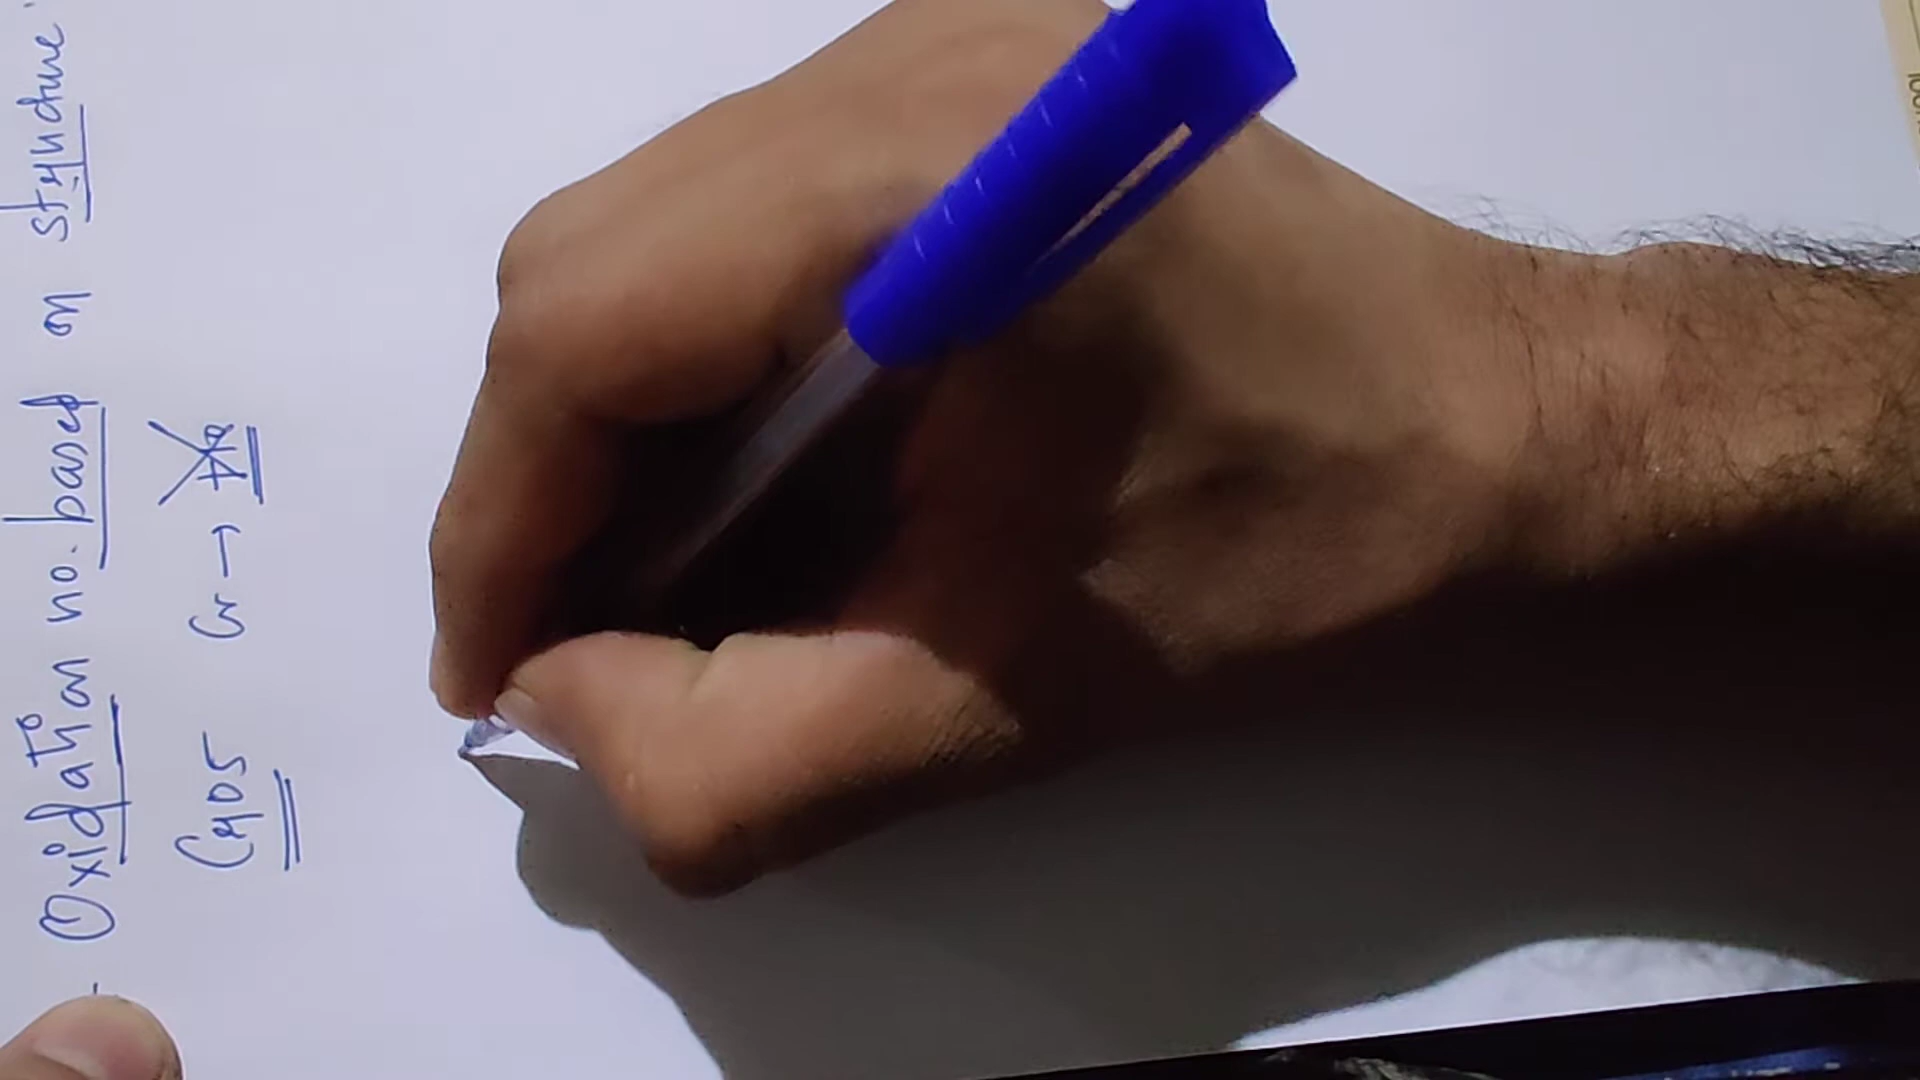 - Oxidation no. based on structure
CrO5 Cr → +10